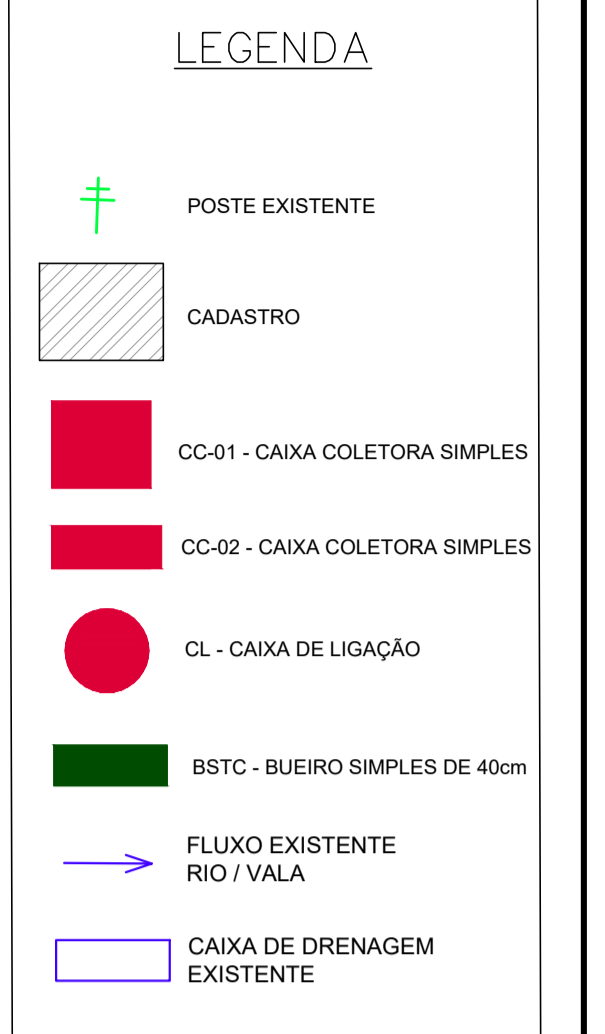 LEGENDA
POSTE EXISTENTE
CADASTRO
CC-01 - CAIXA COLETORA SIMPLES
CC-02 - CAIXA COLETORA SIMPLES
CL - CAIXA DE LIGAÇÃO
BSTC - BUEIRO SIMPLES DE 40cm
FLUXO EXISTENTE
RIO / VALA
CAIXA DE DRENAGEM
EXISTENTE